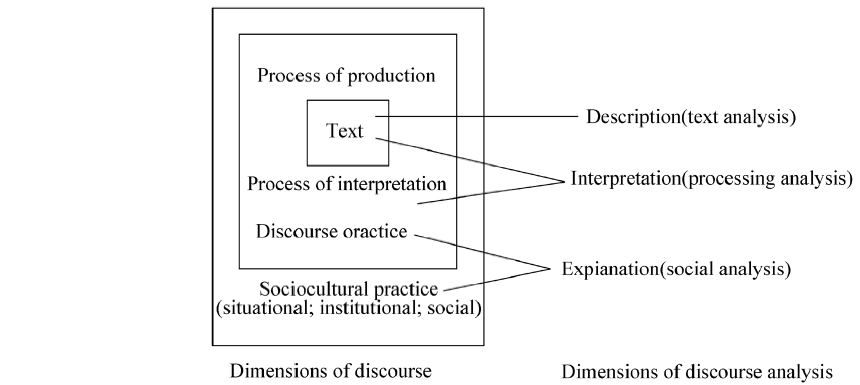 Process of production
Text
Description(text analysis)
Process of interpretation
Interpretation(processing analysis)
Discourse oractice
Expianation(social analysis)
Sociocultural practice
(situational; institutional; social)
Dimensions of discourse
Dimensions of discourse analysis